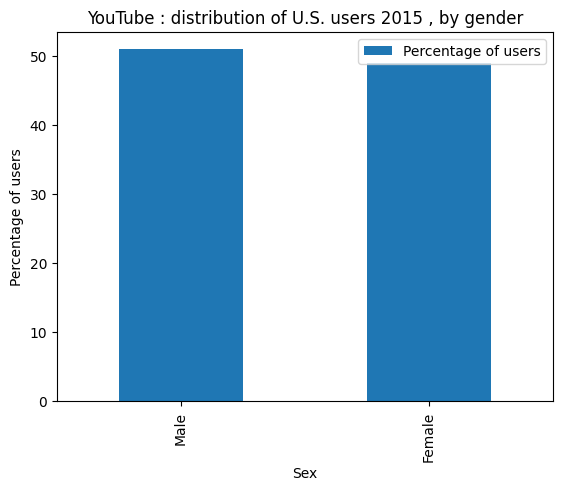 YouTube : distribution of U.S. users 2015 , by gender
Percentage of users
Percentage of users
50
40
30
20
10
0
Male
Female
Sex